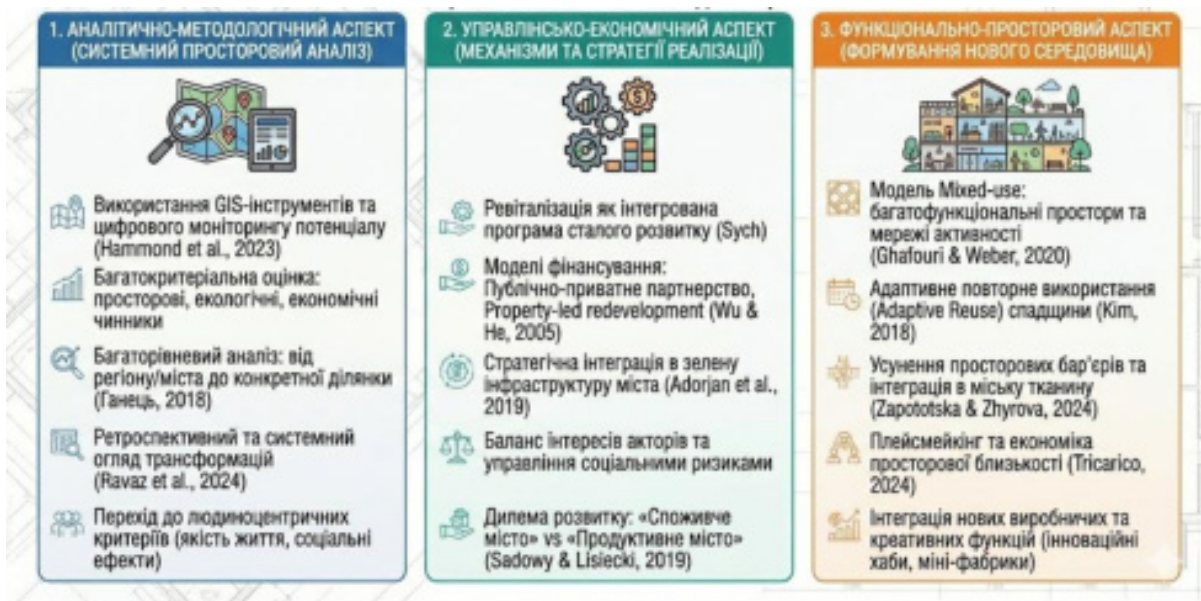 1. АНАЛІТИЧНО-МЕТОДОЛОГІЧНИЙ АСПЕКТ
(СИСТЕМНИЙ ПРОСТОРОВИЙ АНАЛІЗ)
Використання GIS-інструментів та
цифрового моніторингу потенціалу
(Hammond et al., 2023)
Багатокритеріальна оцінка:
просторові, екологічні, економічні
чинники
Багаторівневий аналіз: від
регіону/міста до конкретної ділянки
(Ганець, 2018)
Ретроспективний та системний
огляд трансформацій
(Ravaz et al., 2024)
Перехід до людиноцентричних
критеріїв (якість життя, соціальні
ефекти)
2. УПРАВЛІНСЬКО-ЕКОНОМІЧНИЙ АСПЕКТ
(МЕХАНІЗМИ ТА СТРАТЕГІЇ РЕАЛІЗАЦІЇ)
Ревіталізація як інтегрована
програма сталого розвитку (Sych)
Моделі фінансування:
Публічно-приватне партнерство,
Property-led redevelopment (Wu &
He, 2005)
Стратегічна інтеграція в зелену
інфраструктуру міста (Adorjan et al.,
2019)
Баланс інтересів акторів та
управління соціальними ризиками
Дилема розвитку: «Споживче
місто» vs «Продуктивне місто»
(Sadowy & Lisiecki, 2019)
3. ФУНКЦІОНАЛЬНО-ПРОСТОРОВИЙ АСПЕКТ
(ФОРМУВАННЯ НОВОГО СЕРЕДОВИЩА)
Модель Mixed-use:
багатофункціональні простори та
мережі активності
(Ghafouri & Weber, 2020)
Адаптивне повторне використання
(Adaptive Reuse) спадщини (Kim,
2018)
Усунення просторових бар'єрів та
інтеграція в міську тканину
(Zapototska & Zhyrova, 2024)
Плейсмейкінг та економіка
просторової близькості (Tricarico,
2024)
Інтеграція нових виробничих та
креативних функцій (інноваційні
хаби, міні-фабрики)